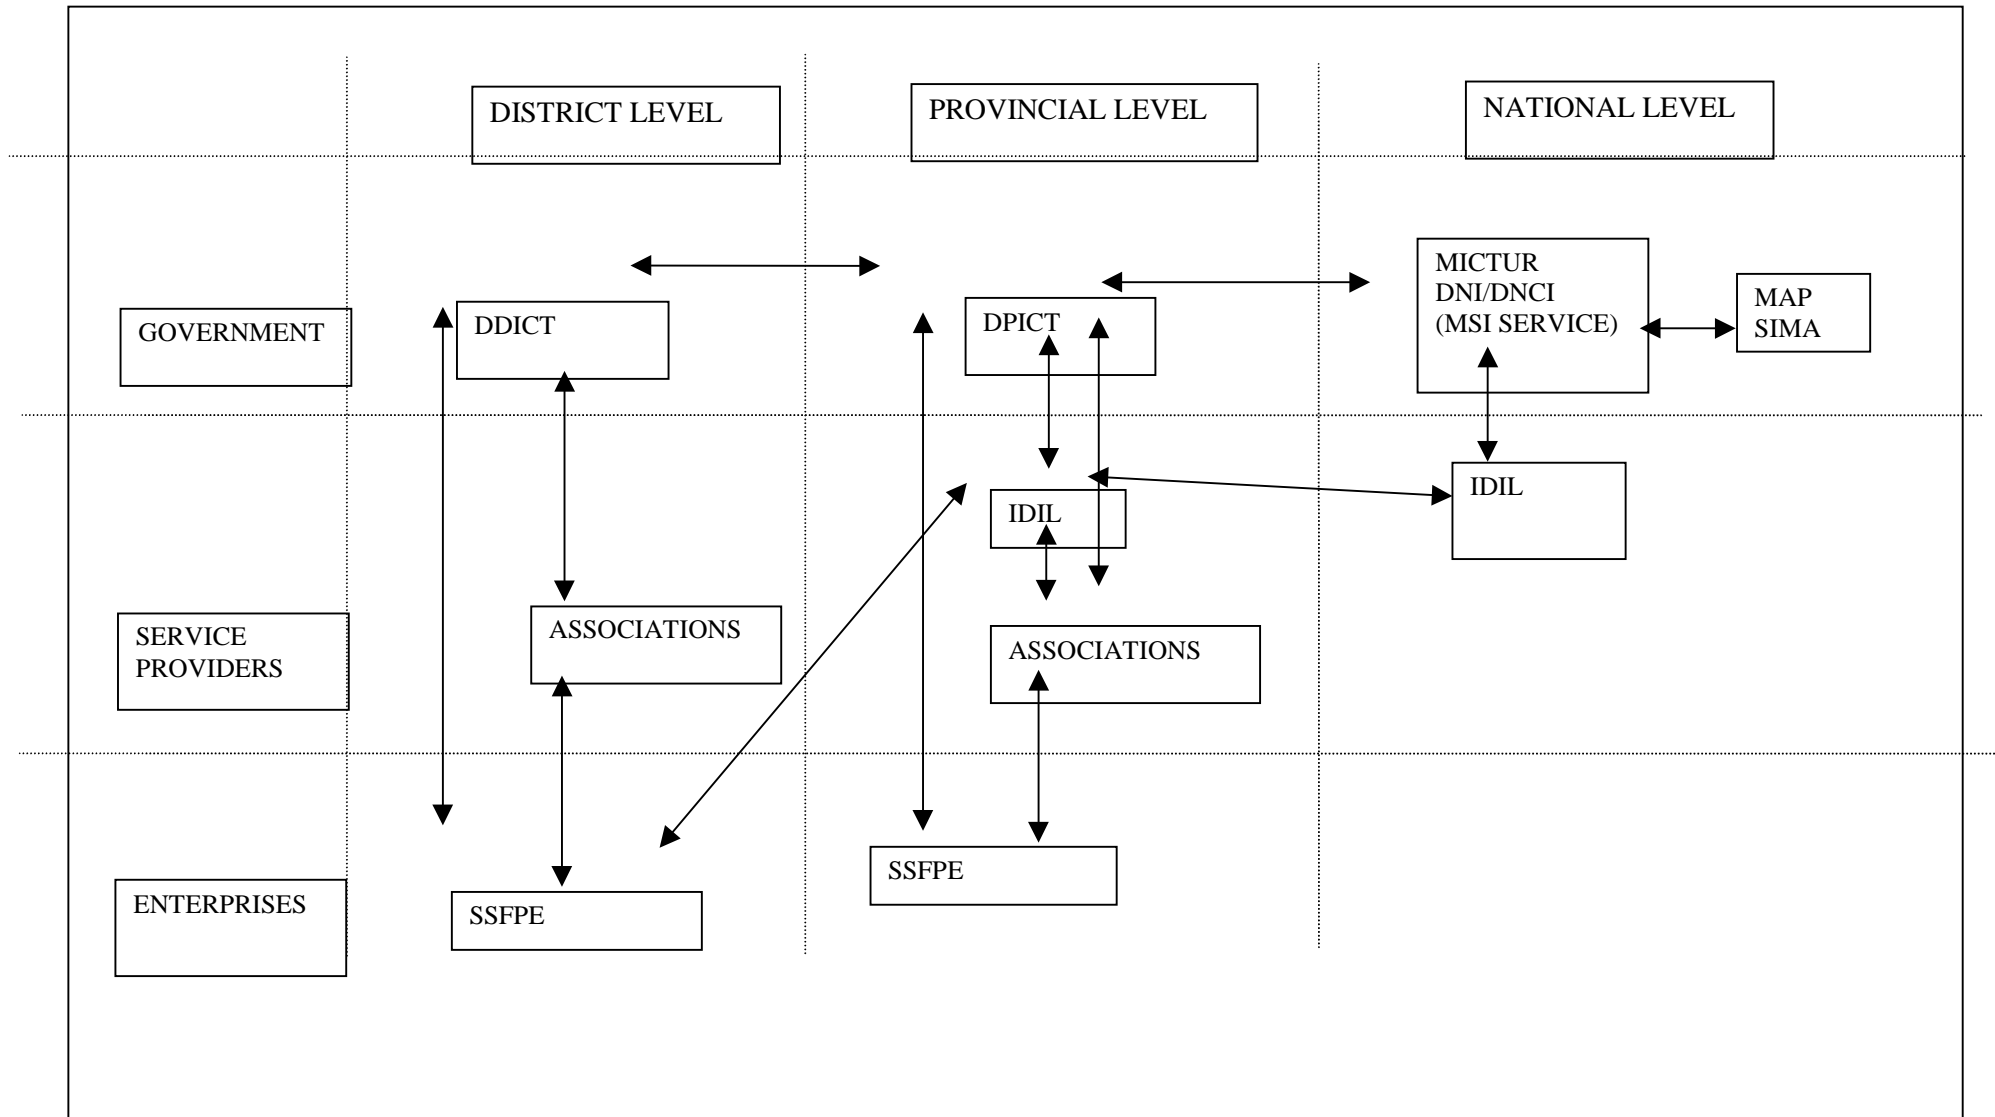 DISTRICT LEVEL
PROVINCIAL LEVEL
NATIONAL LEVEL
GOVERNMENT
DDICT
DPICT
MICTUR
DNI/DNCI
(MSI SERVICE)
MAP
SIMA
IDIL
IDIL
SERVICE
PROVIDERS
ASSOCIATIONS
ASSOCIATIONS
ENTERPRISES
SSFPE
SSFPE